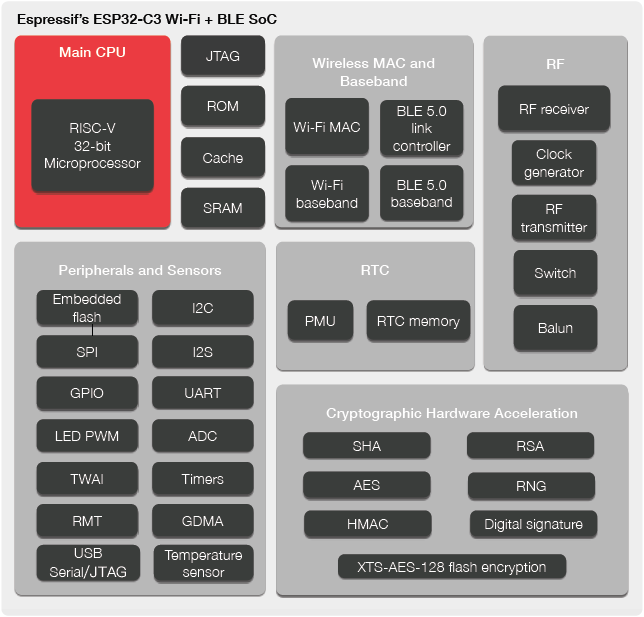 Espressif's ESP32-C3 Wi-Fi + BLE SoC
Main CPU
RISC-V
32-bit
Microprocessor
JTAG
ROM
Cache
SRAM
Wireless MAC and
Baseband
Wi-Fi MAC
BLE 5.0
link
controller
Wi-Fi
baseband
BLE 5.0
baseband
RF
RF receiver
Clock
generator
RF
transmitter
Switch
Balun
Peripherals and Sensors
Embedded
flash
I2C
SPI
I2S
GPIO
UART
LED PWM
ADC
TWAI
Timers
RMT
GDMA
USB
Serial/JTAG
Temperature
sensor
RTC
PMU
RTC memory
Cryptographic Hardware Acceleration
SHA
RSA
AES
RNG
HMAC
Digital signature
XTS-AES-128 flash encryption